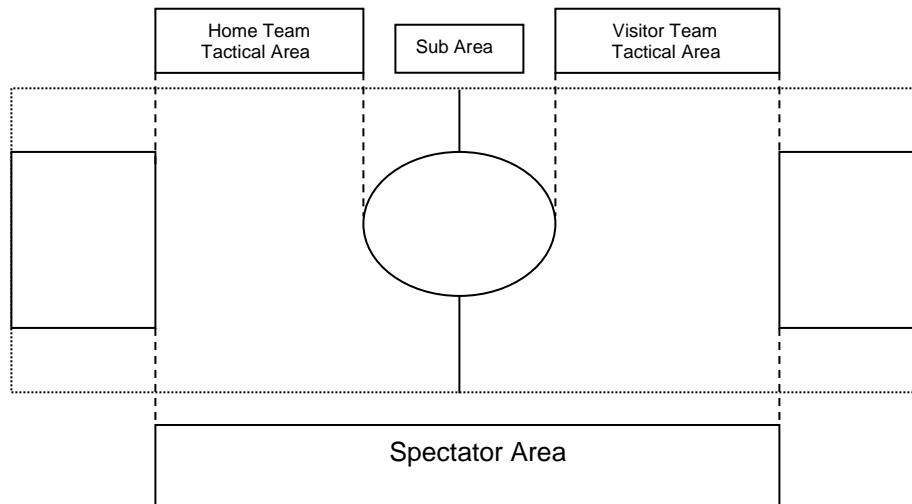 Home Team
Tactical Area
Sub Area
Visitor Team
Tactical Area
Spectator Area